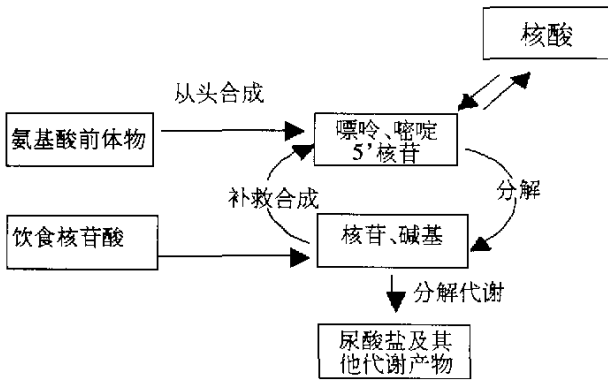 核酸
从头合成
氨基酸前体物
嘌呤、嘧啶
5’核苷
补救合成
分解
饮食核苷酸
核苷、碱基
分解代谢
尿酸盐及其
他代谢产物